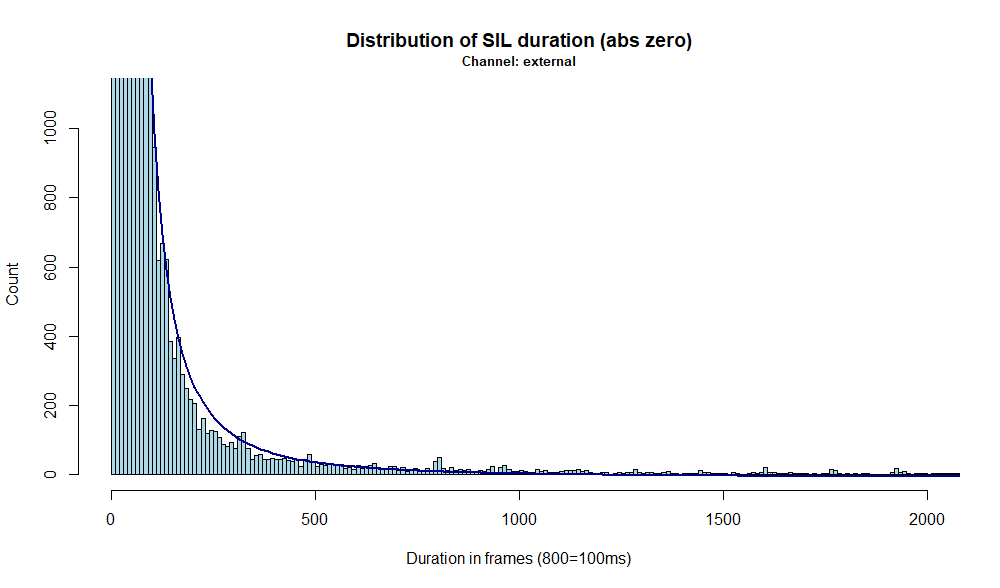 Distribution of SIL duration (abs zero)
Channel: external
Count
1000
800
600
400
200
0
0 500 1000 1500 2000
Duration in frames (800=100ms)